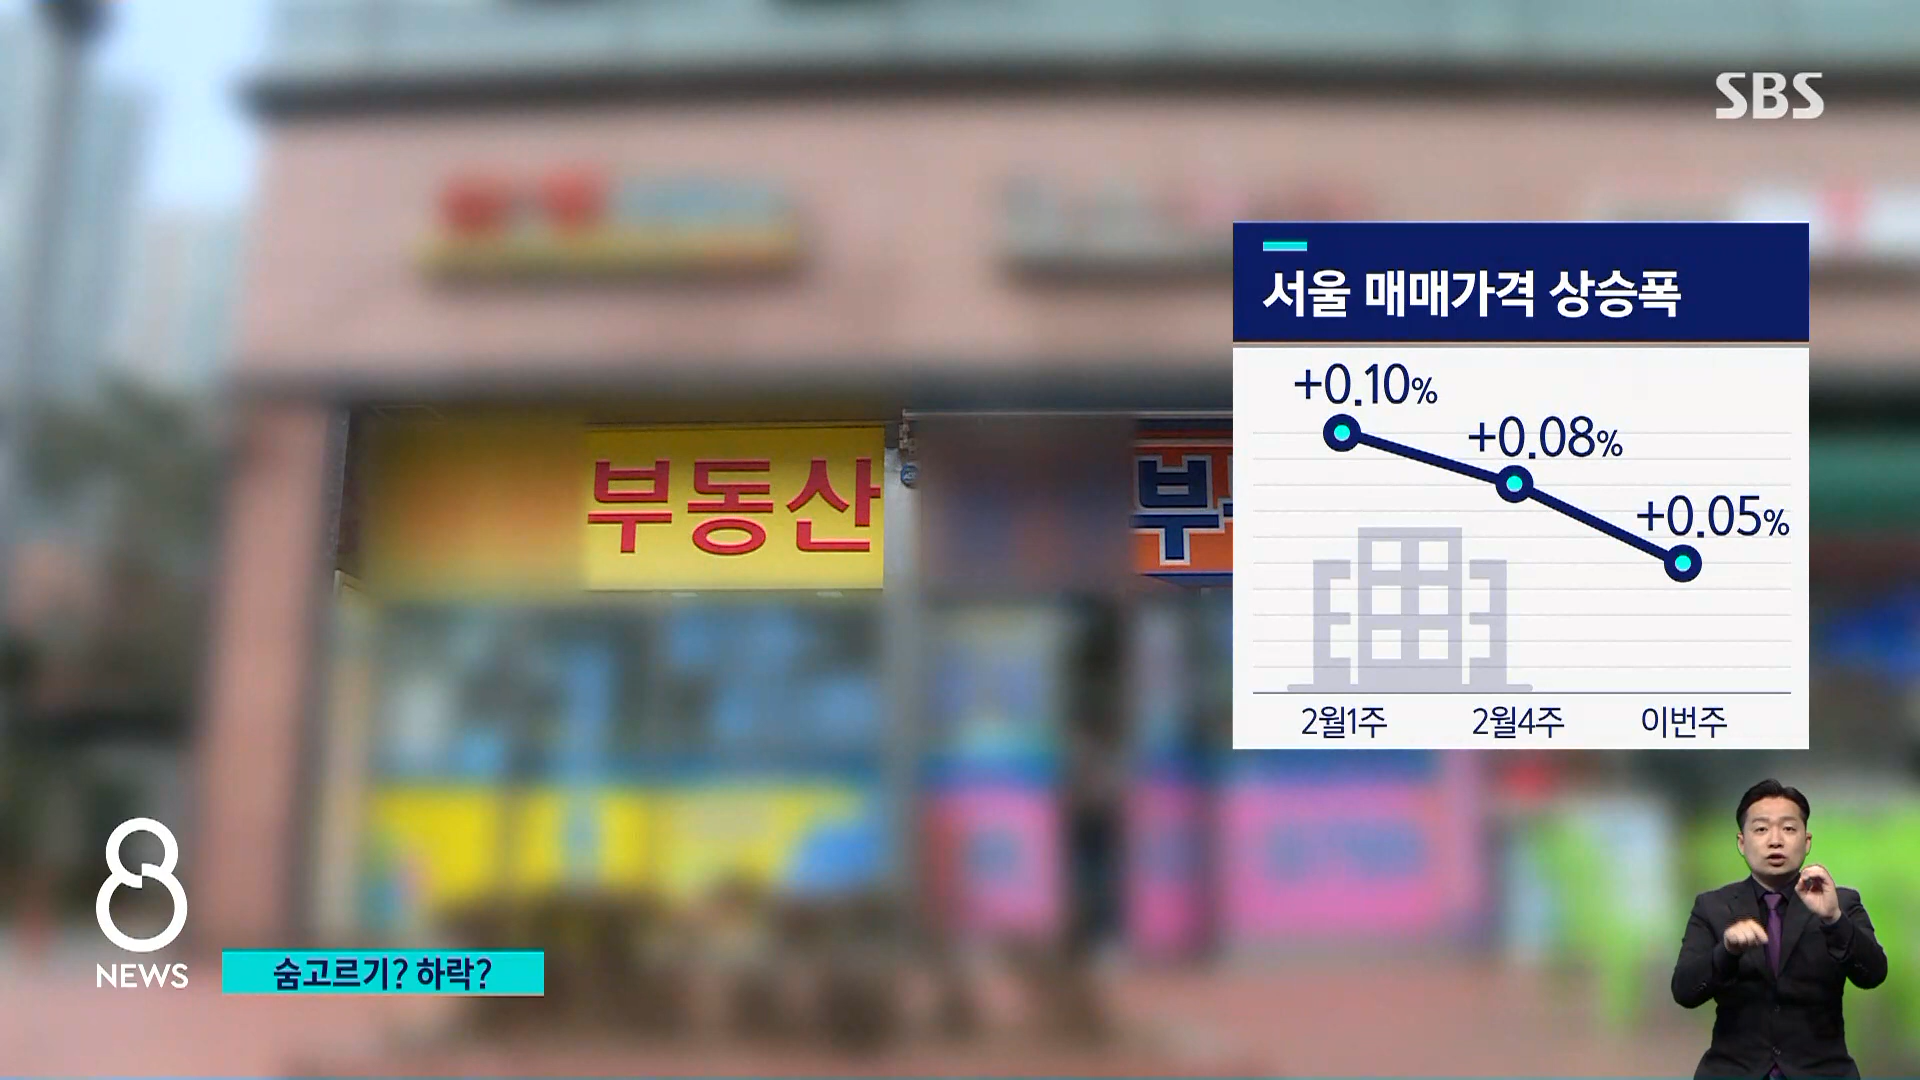 SBS
서울 매매가격 상승폭
+0.10%
+0.08%
+0.05%
2월1주 2월4주 이번주
부동산
부
8
NEWS
숨고르기? 하락?